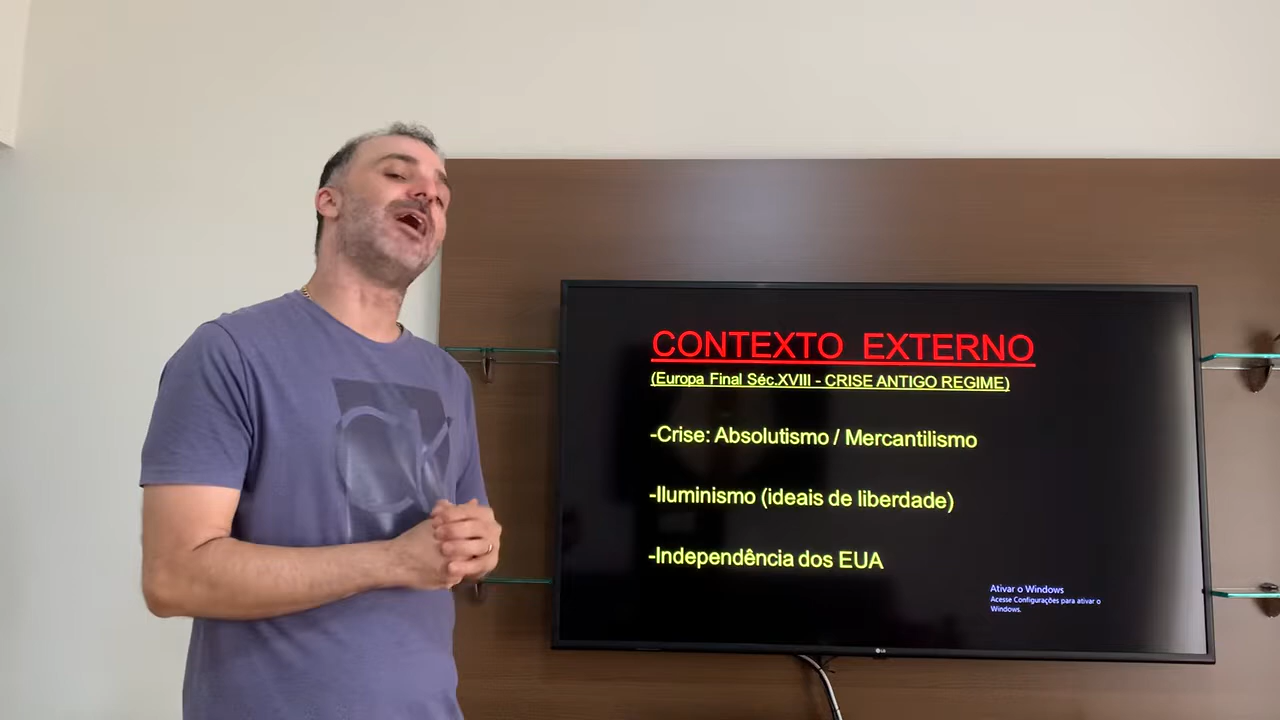 CONTEXTO EXTERNO
(Europa Final Séc.XVIII - CRISE ANTIGO REGIME)
-Crise: Absolutismo / Mercantilismo
-Iluminismo (ideais de liberdade)
-Independência dos EUA
Ativar o Windows
Acesse Configurações para ativar o
Windows.
LG
CK